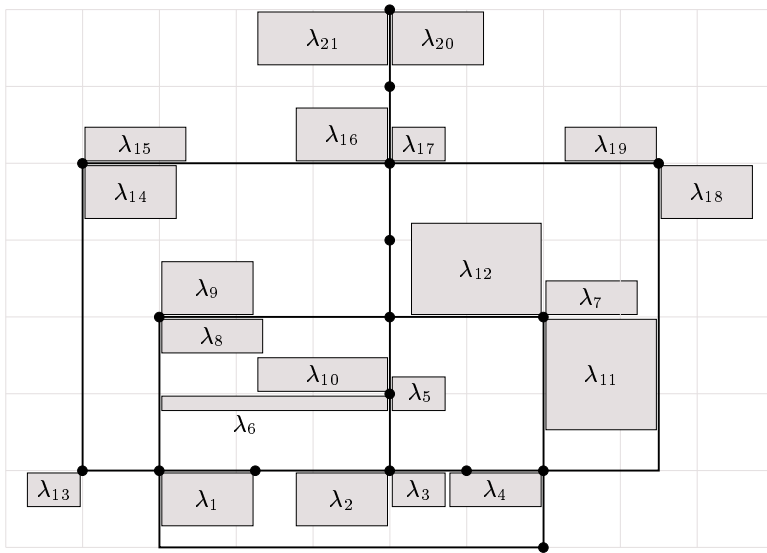 λ₂₁ λ₂₀
λ₁₆ λ₁₇
λ₁₅ λ₁₉
λ₁₄ λ₁₈
λ₁₂
λ₉ λ₇
λ₈
λ₁₀ λ₁₁
λ₅
λ₆
λ₁₃ λ₁ λ₂ λ₃ λ₄